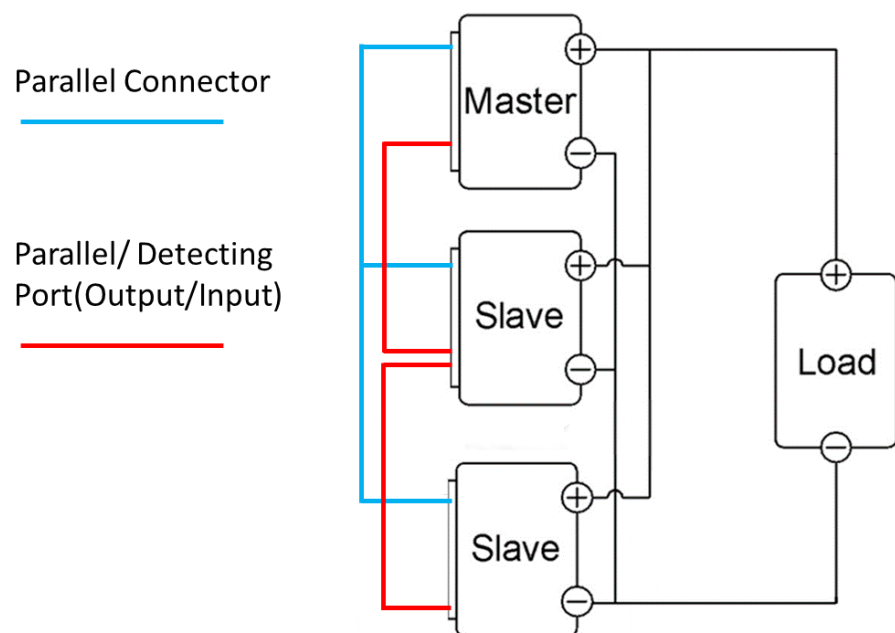 Parallel Connector
Parallel/ Detecting
Port(Output/Input)
Master
+
−
Slave
+
−
Slave
+
−
Load
+
−